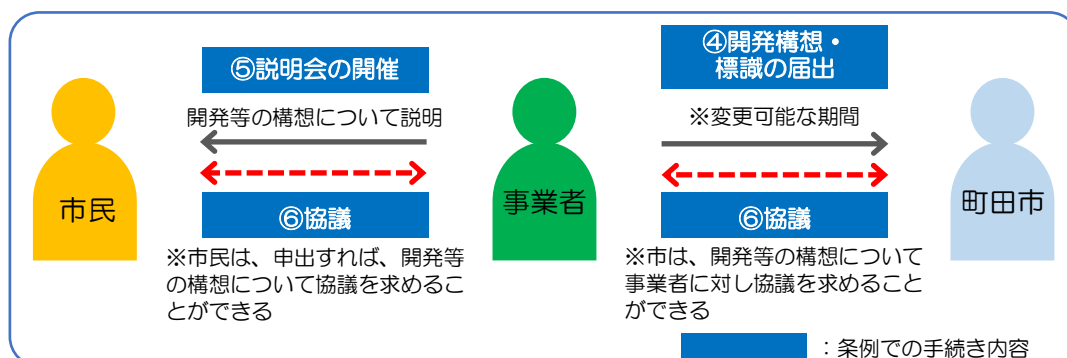 ⑤説明会の開催
開発等の構想について説明
④開発構想・
標識の届出
※変更可能な期間
市民
事業者
町田市
⑥協議
※市民は、申出すれば、開発等
の構想について協議を求めるこ
とができる
⑥協議
※市は、開発等の構想について
事業者に対し協議を求めること
ができる
：条例での手続き内容